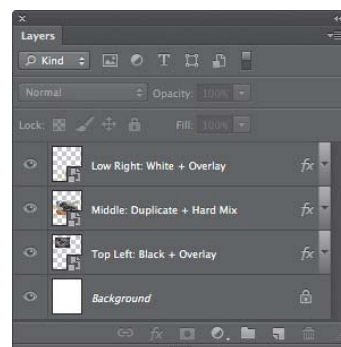 Layers
Kind
Normal Opacity: 100%
Lock: Fill: 100%
Low Right: White + Overlay fx
Middle: Duplicate + Hard Mix fx
Top Left: Black + Overlay fx
Background
fx